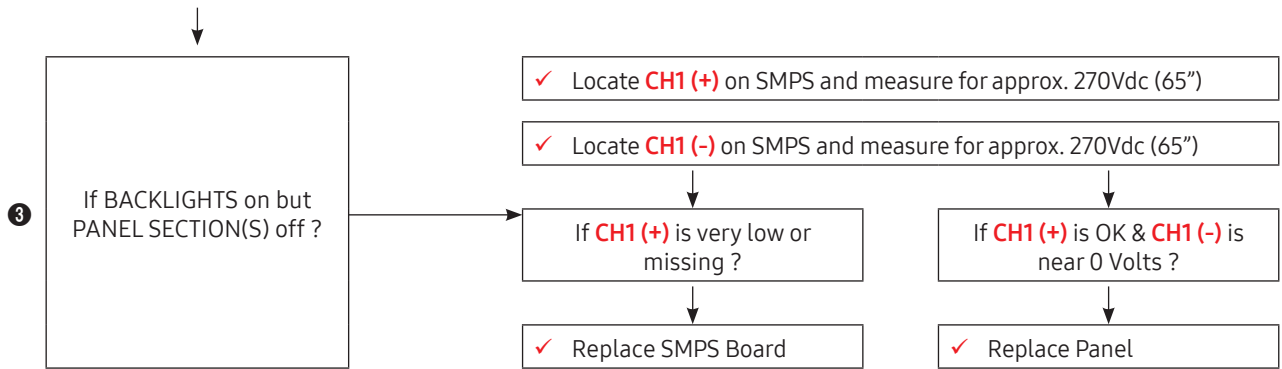 ✓ Locate CH1 (+) on SMPS and measure for approx. 270Vdc (65”)
✓ Locate CH1 (-) on SMPS and measure for approx. 270Vdc (65”)
❸
If BACKLIGHTS on but
PANEL SECTION(S) off ?
If CH1 (+) is very low or
missing ?
If CH1 (+) is OK & CH1 (-) is
near 0 Volts ?
✓ Replace SMPS Board
✓ Replace Panel